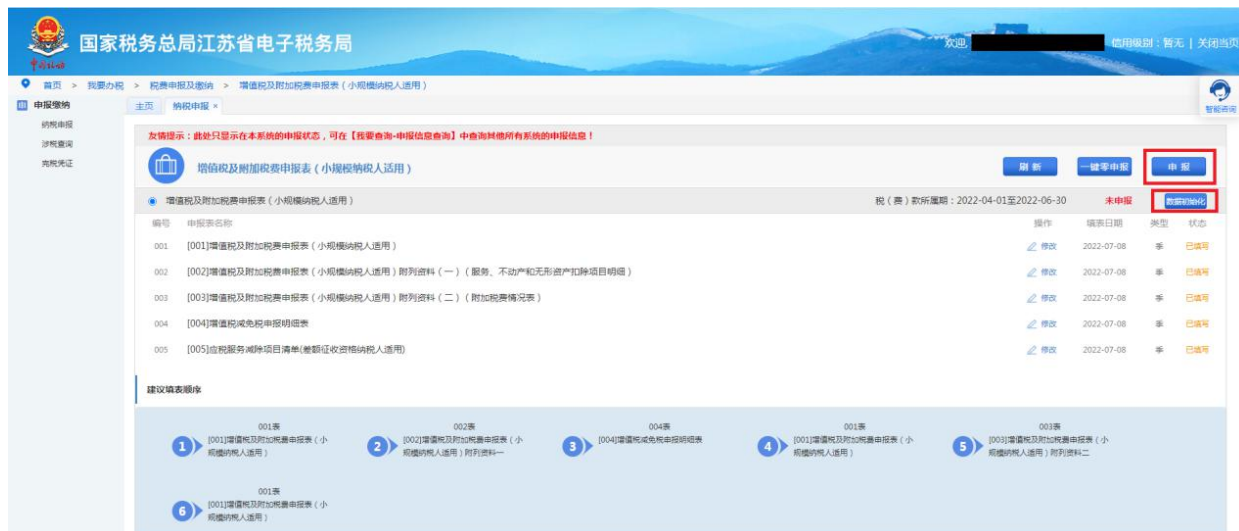 国家税务总局江苏省电子税务局
欢迎,
信用级别：暂无 | 关闭当页
首页 > 我要办税 > 税费申报及缴纳 > 增值税及附加税费申报表（小规模纳税人适用）
申报缴纳
纳税申报
涉税查询
完税凭证
主页
纳税申报 ×
智能咨询
友情提示：此处只显示在本系统的申报状态，可在【我要查询-申报信息查询】中查询其他所有系统的申报信息！
增值税及附加税费申报表（小规模纳税人适用）
刷 新
一键零申报
申 报
增值税及附加税费申报表（小规模纳税人适用）
税（费）款所属期：2022-04-01至2022-06-30
未申报
数据初始化
编号 申报表名称 操作 填表日期 类型 状态
001 [001]增值税及附加税费申报表（小规模纳税人适用） 修改 2022-07-08 季 已填写
002 [002]增值税及附加税费申报表（小规模纳税人适用）附列资料（一）（服务、不动产和无形资产扣除项目明细） 修改 2022-07-08 季 已填写
003 [003]增值税及附加税费申报表（小规模纳税人适用）附列资料（二）（附加税费情况表） 修改 2022-07-08 季 已填写
004 [004]增值税减免税申报明细表 修改 2022-07-08 季 已填写
005 [005]应税服务减除项目清单(差额征收资格纳税人适用) 修改 2022-07-08 季 已填写
建议填表顺序
1
001表
[001]增值税及附加税费申报表（小
规模纳税人适用）
2
002表
[002]增值税及附加税费申报表（小
规模纳税人适用）附列资料一
3
004表
[004]增值税减免税申报明细表
4
001表
[001]增值税及附加税费申报表（小
规模纳税人适用）
5
003表
[003]增值税及附加税费申报表（小
规模纳税人适用）附列资料二
6
001表
[001]增值税及附加税费申报表（小
规模纳税人适用）